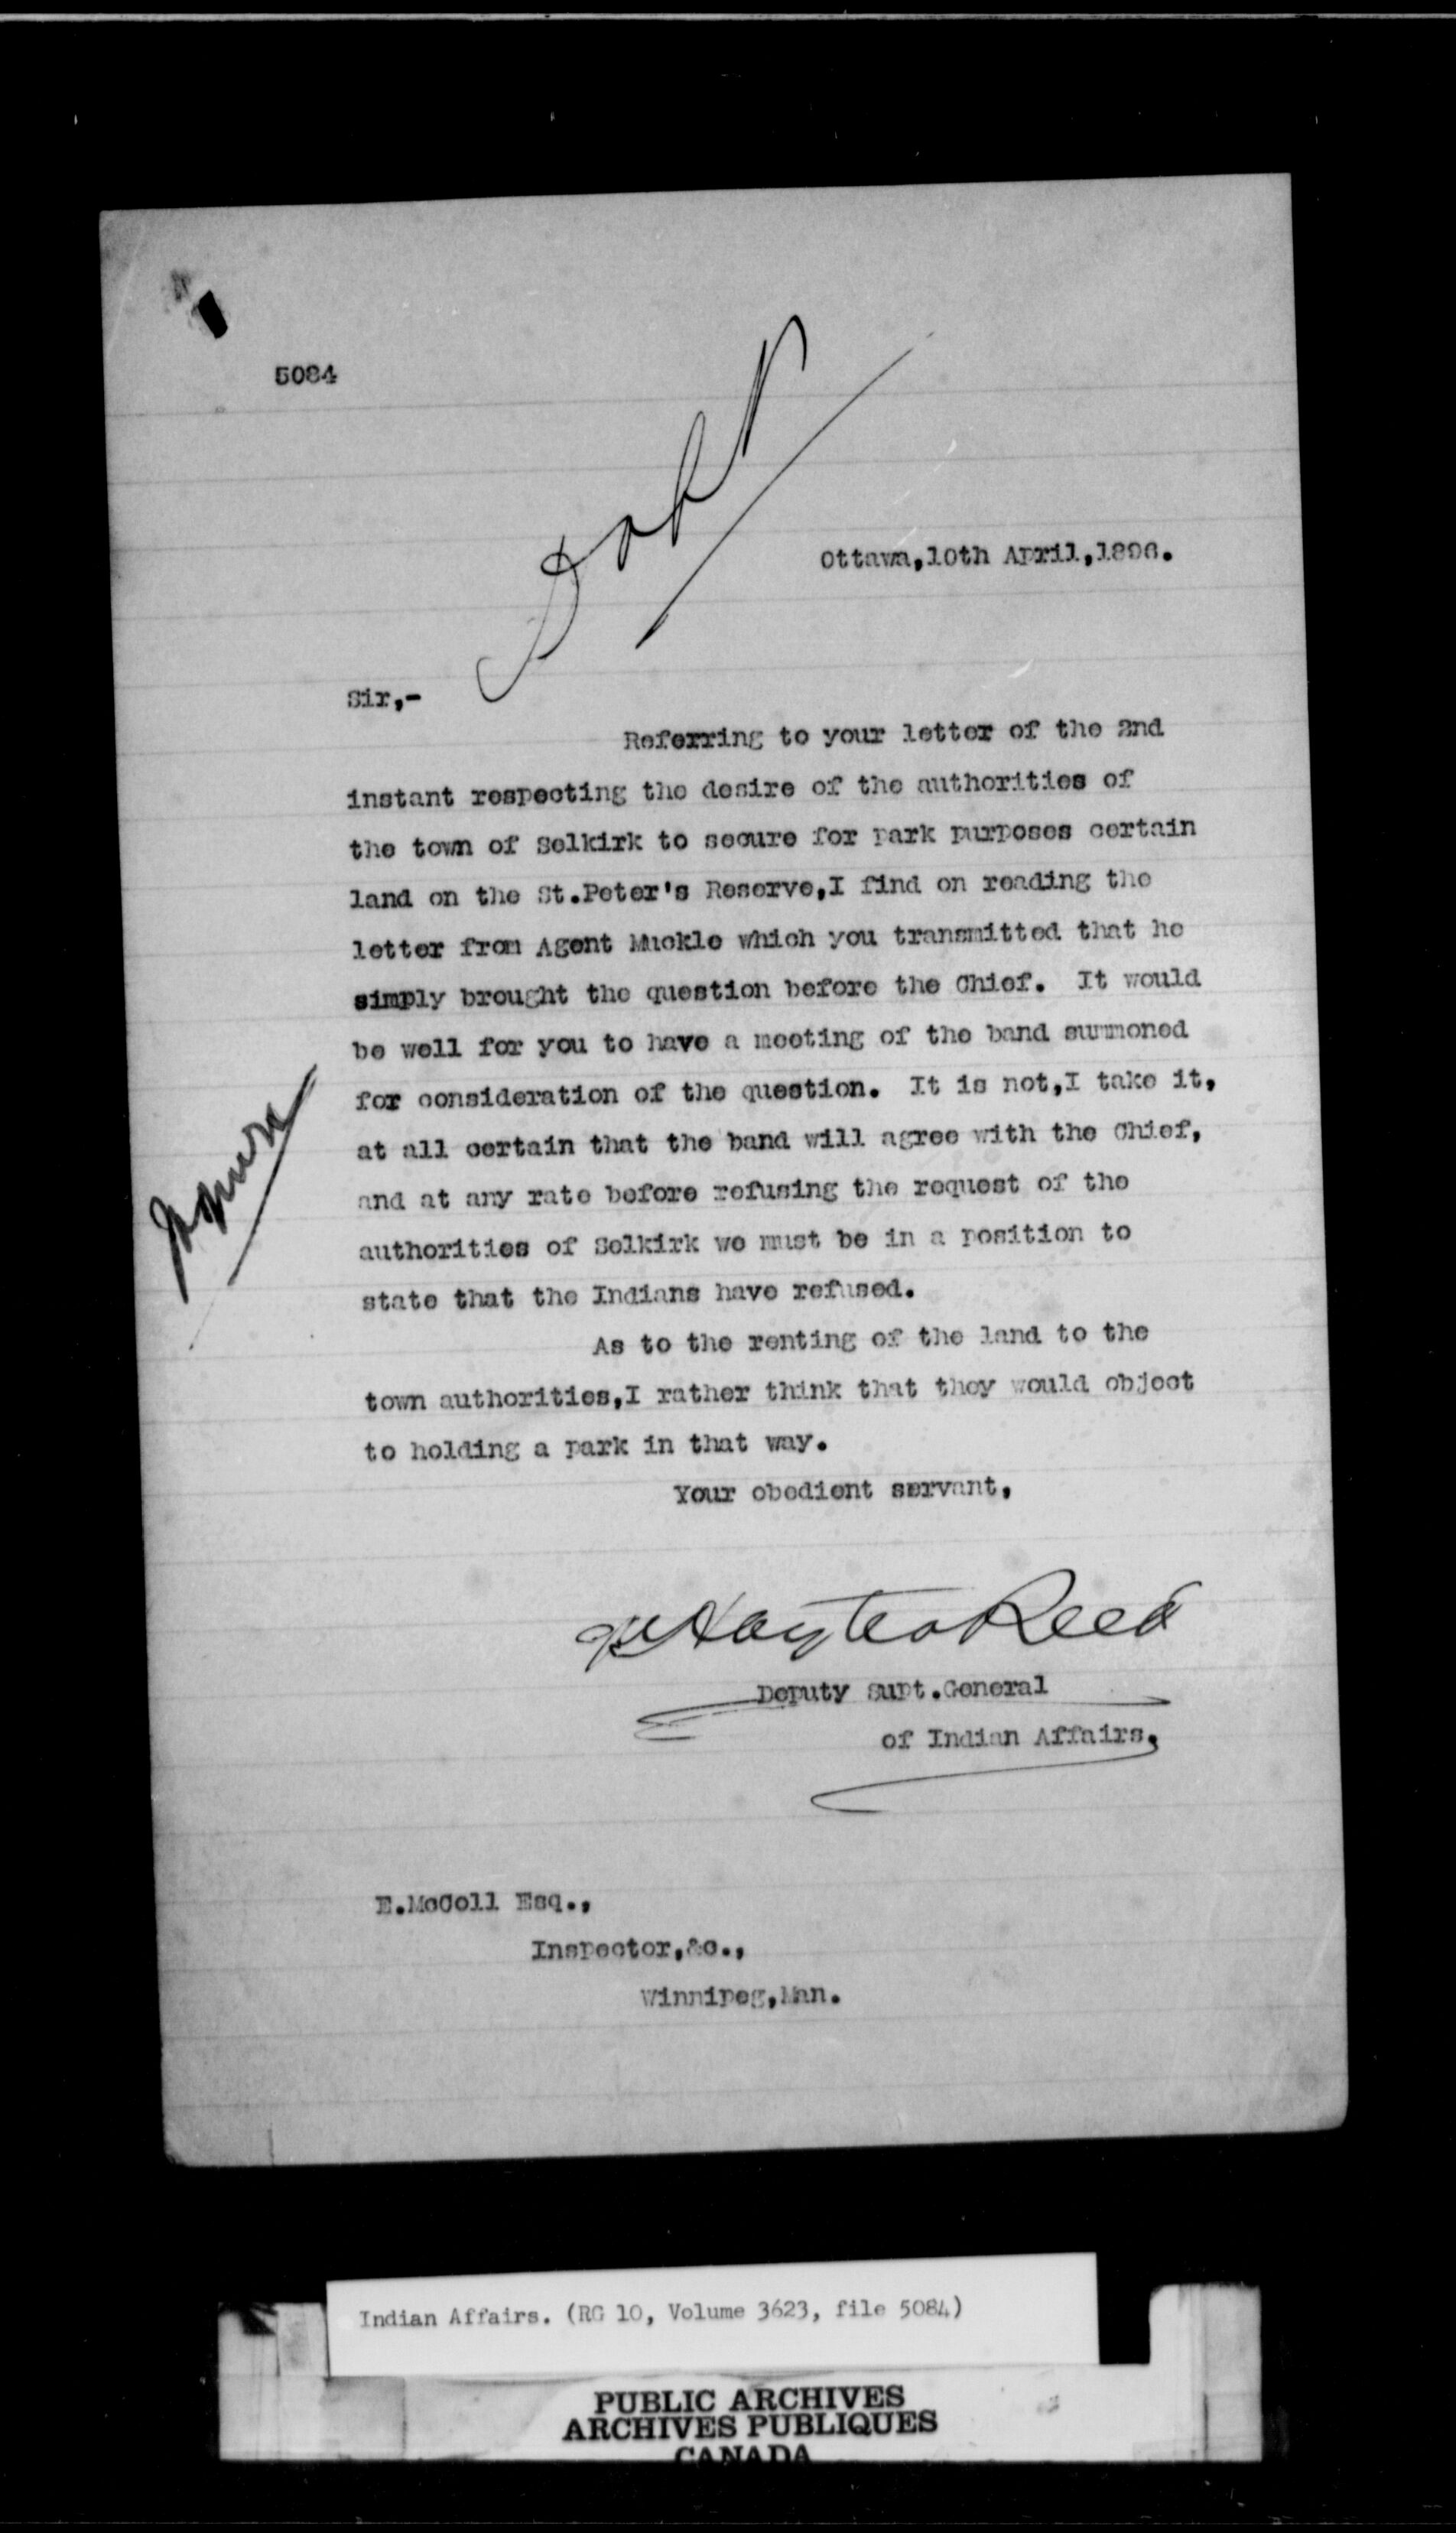 5084
Ottawa,10th April,1896.
Sir,-
Referring to your letter of the 2nd
instant respecting the desire of the authorities of
the town of Selkirk to secure for park purposes certain
land on the St.Peter's Reserve,I find on reading the
letter from Agent Muckle which you transmitted that he
simply brought the question before the Chief. It would
be well for you to have a meeting of the band summoned
for consideration of the question. It is not,I take it,
at all certain that the band will agree with the Chief,
and at any rate before refusing the request of the
authorities of Selkirk we must be in a position to
state that the Indians have refused.
As to the renting of the land to the
town authorities,I rather think that they would object
to holding a park in that way.
Your obedient servant,
Hayter Reed
Deputy Supt.General
of Indian Affairs.
E.McColl Esq.,
Inspector,&c.,
Winnipeg,Man.
Indian Affairs. (RG 10, Volume 3623, file 5084)
PUBLIC ARCHIVES
ARCHIVES PUBLIQUES
CANADA